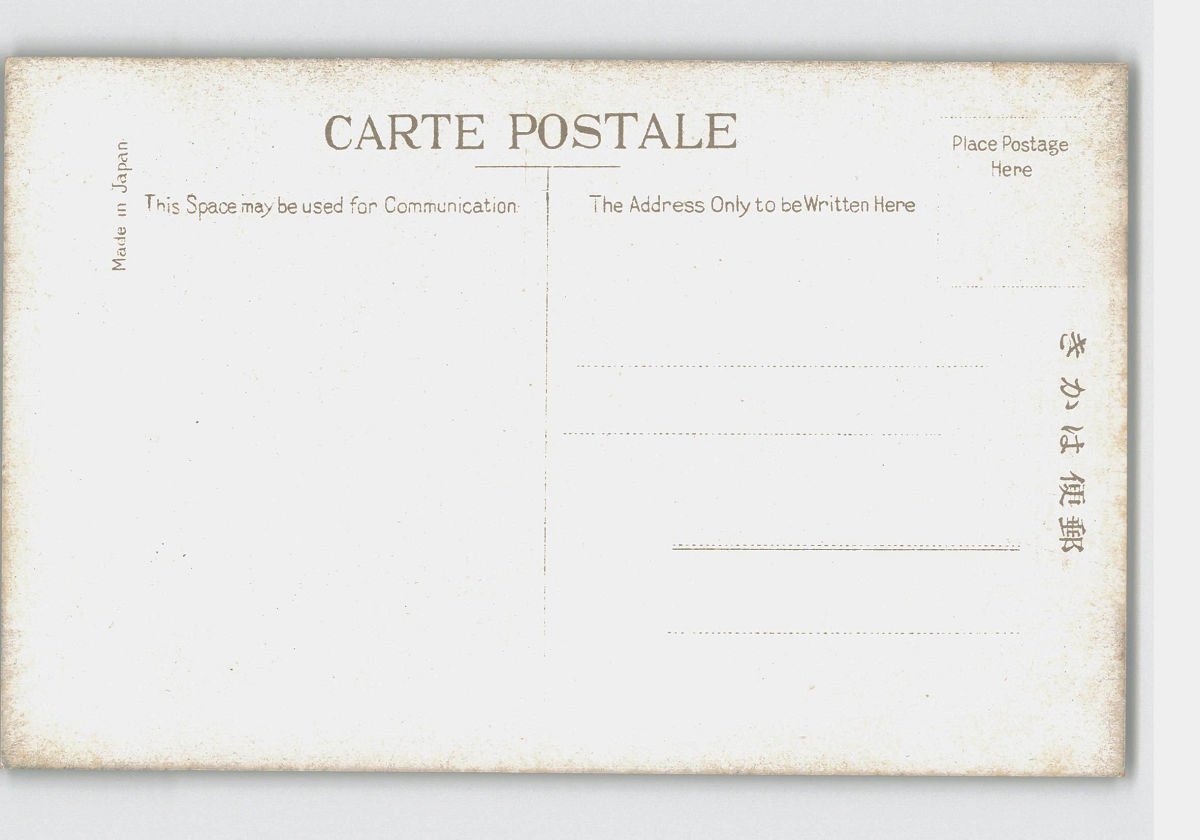 CARTE POSTALE
Made in Japan
This Space may be used for Communication
The Address Only to be Written Here
Place Postage
Here
きかは便郵